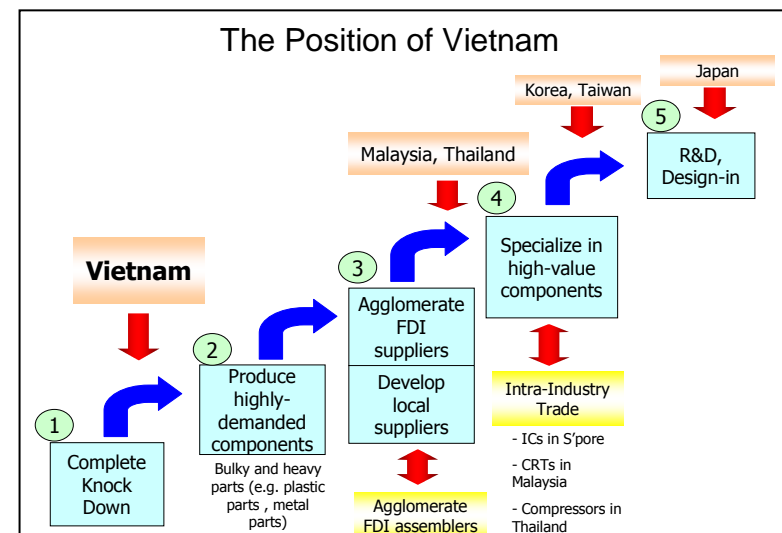 The Position of Vietnam
Japan
Korea, Taiwan
5
R&D,
Design-in
Malaysia, Thailand
4
Specialize in
high-value
components
Vietnam
3
Agglomerate
FDI
suppliers
Develop
local
suppliers
2
Produce
highly-
demanded
components
Bulky and heavy
parts (e.g. plastic
parts , metal
parts)
1
Complete
Knock
Down
Intra-Industry
Trade
- ICs in S'pore
- CRTs in
Malaysia
- Compressors in
Thailand
Agglomerate
FDI assemblers